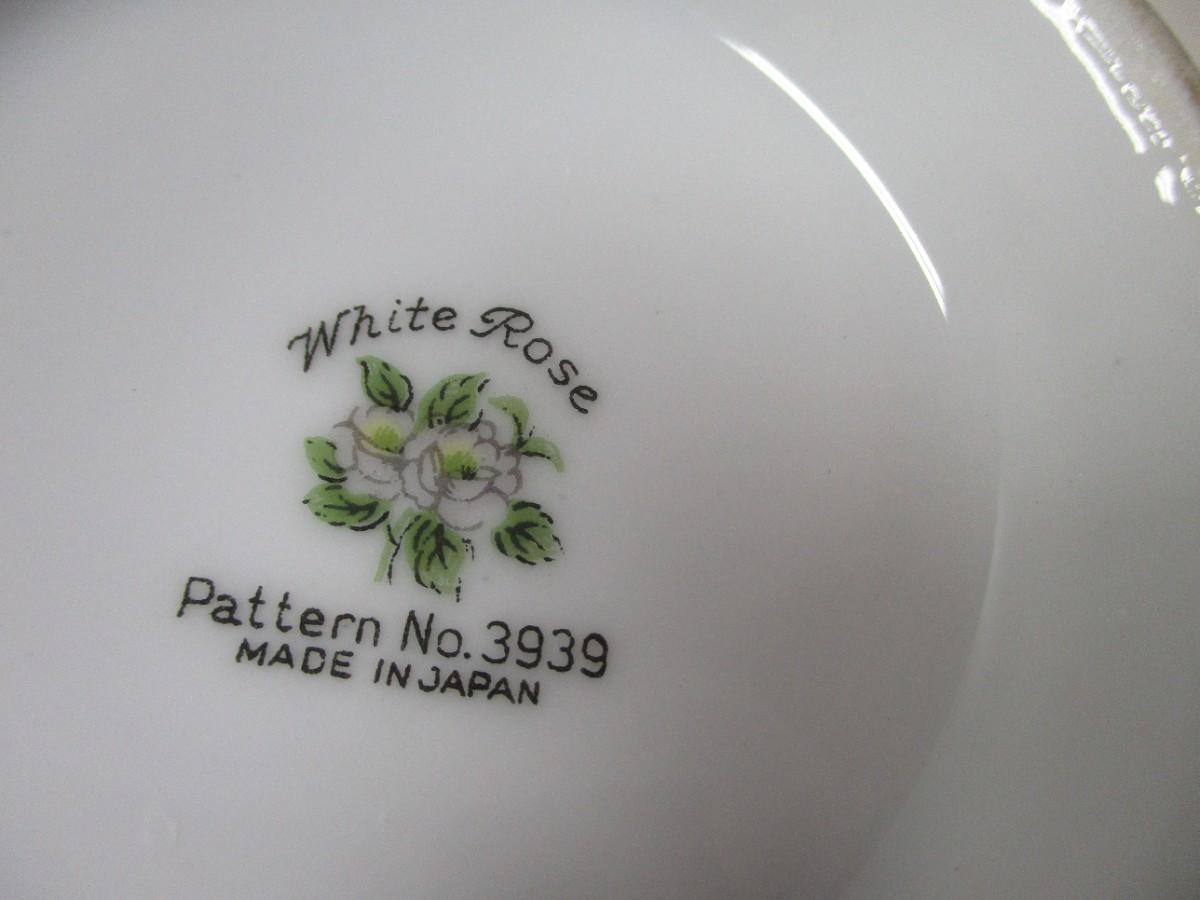 White Rose
Pattern No. 3939
MADE IN JAPAN